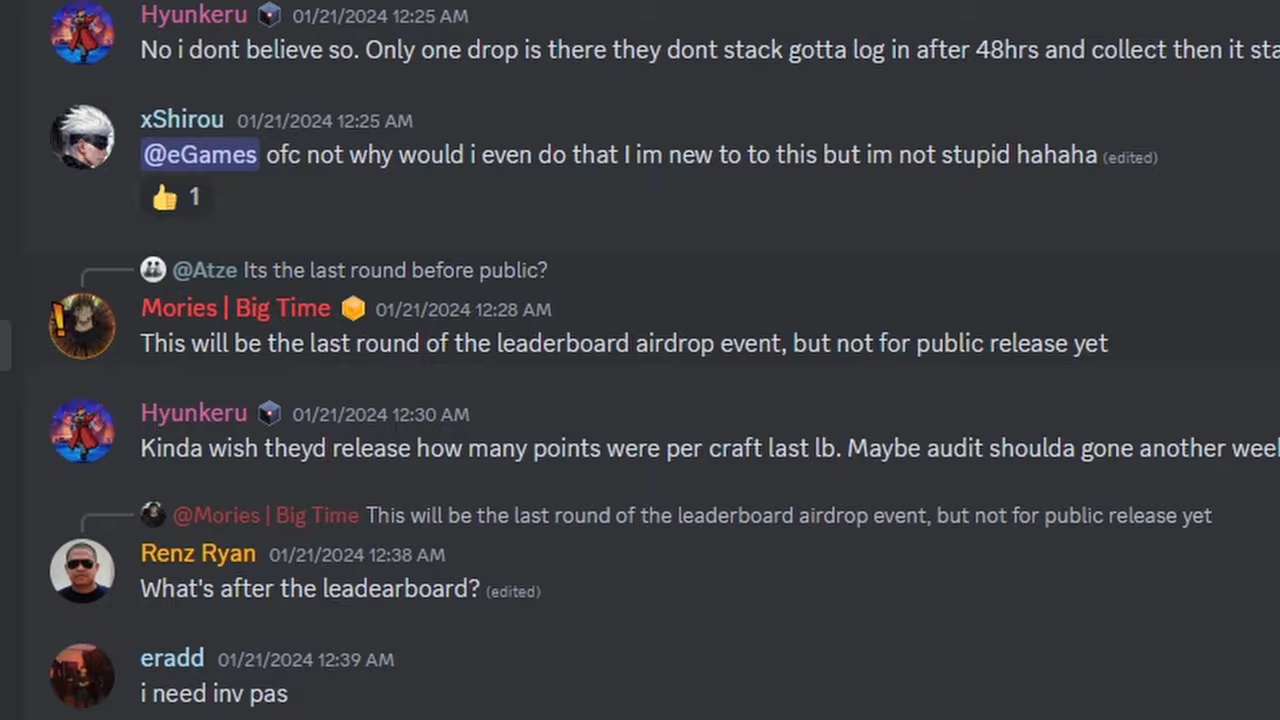 Hyunkeru 01/21/2024 12:25 AM
No i dont believe so. Only one drop is there they dont stack gotta log in after 48hrs and collect then it
xShirou 01/21/2024 12:25 AM
@eGames ofc not why would i even do that I im new to to this but im not stupid hahaha (edited)
👍 1
@Atze Its the last round before public?
Mories | Big Time 01/21/2024 12:28 AM
This will be the last round of the leaderboard airdrop event, but not for public release yet
Hyunkeru 01/21/2024 12:30 AM
Kinda wish theyd release how many points were per craft last lb. Maybe audit shoulda gone another
@Mories | Big Time This will be the last round of the leaderboard airdrop event, but not for public release yet
Renz Ryan 01/21/2024 12:38 AM
What's after the leadearboard? (edited)
eradd 01/21/2024 12:39 AM
i need inv pas